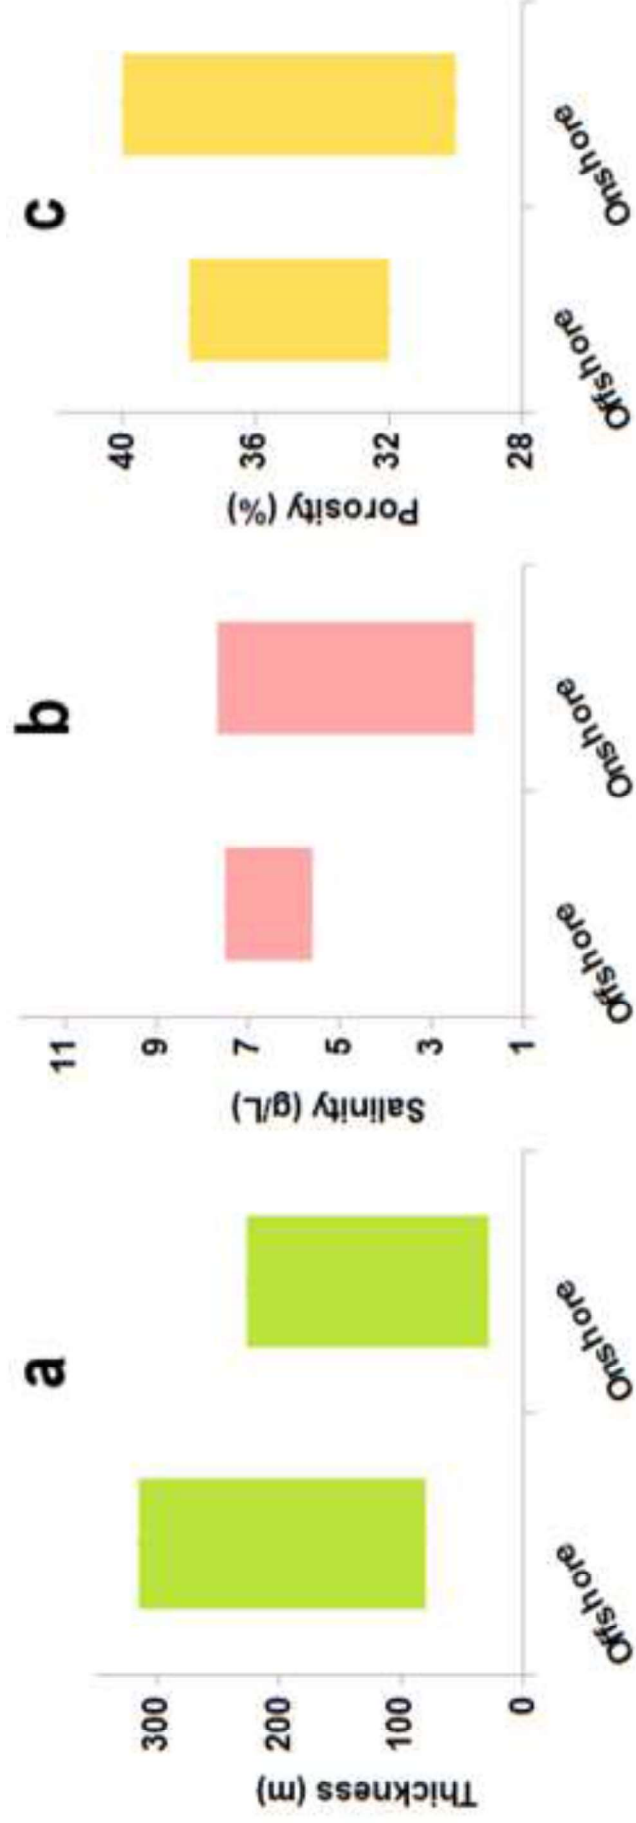 a
Thickness (m)
300
200
100
0
Offshore
Onshore
b
Salinity (g/L)
11
9
7
5
3
1
Offshore
Onshore
c
Porosity (%)
40
36
32
28
Offshore
Onshore